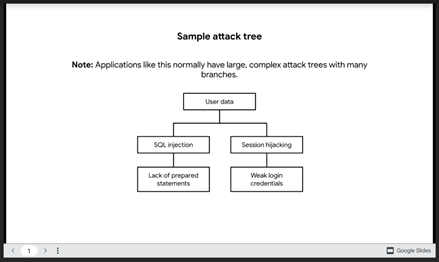 Sample attack tree
Note: Applications like this normally have large, complex attack trees with many
branches.
User data
SQL injection
Session hijacking
Lack of prepared
statements
Weak login
credentials
1
Google Slides